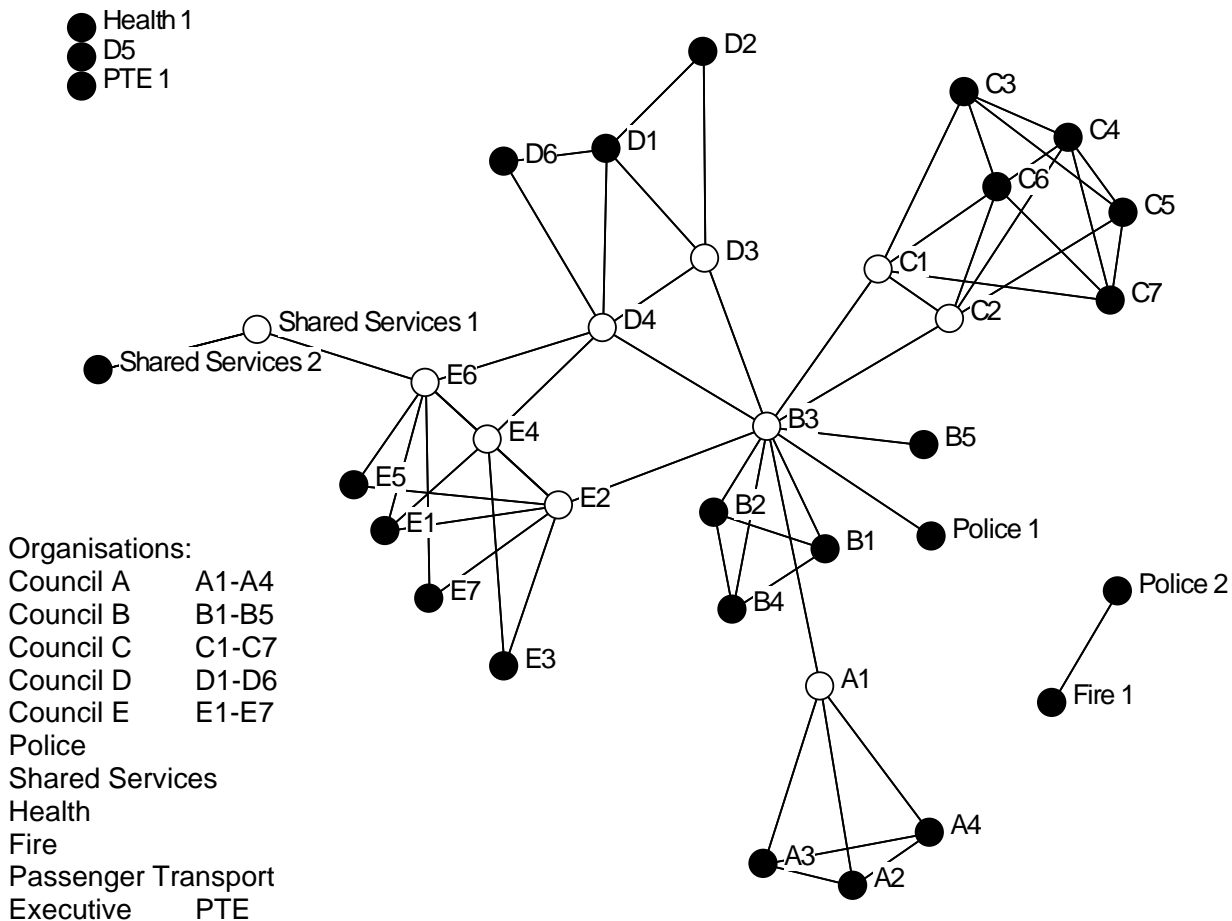 Health 1
D5
PTE 1
D2
C3
C4
D1
D6
C6
C5
D3
C1
C7
C2
Shared Services 1
D4
Shared Services 2
E6
B3
E4
B5
E5
E2
B2
E1
Police 1
B1
E7
B4
Police 2
E3
A1
Fire 1
A4
A3
A2
Organisations:
Council A A1-A4
Council B B1-B5
Council C C1-C7
Council D D1-D6
Council E E1-E7
Police
Shared Services
Health
Fire
Passenger Transport
Executive PTE